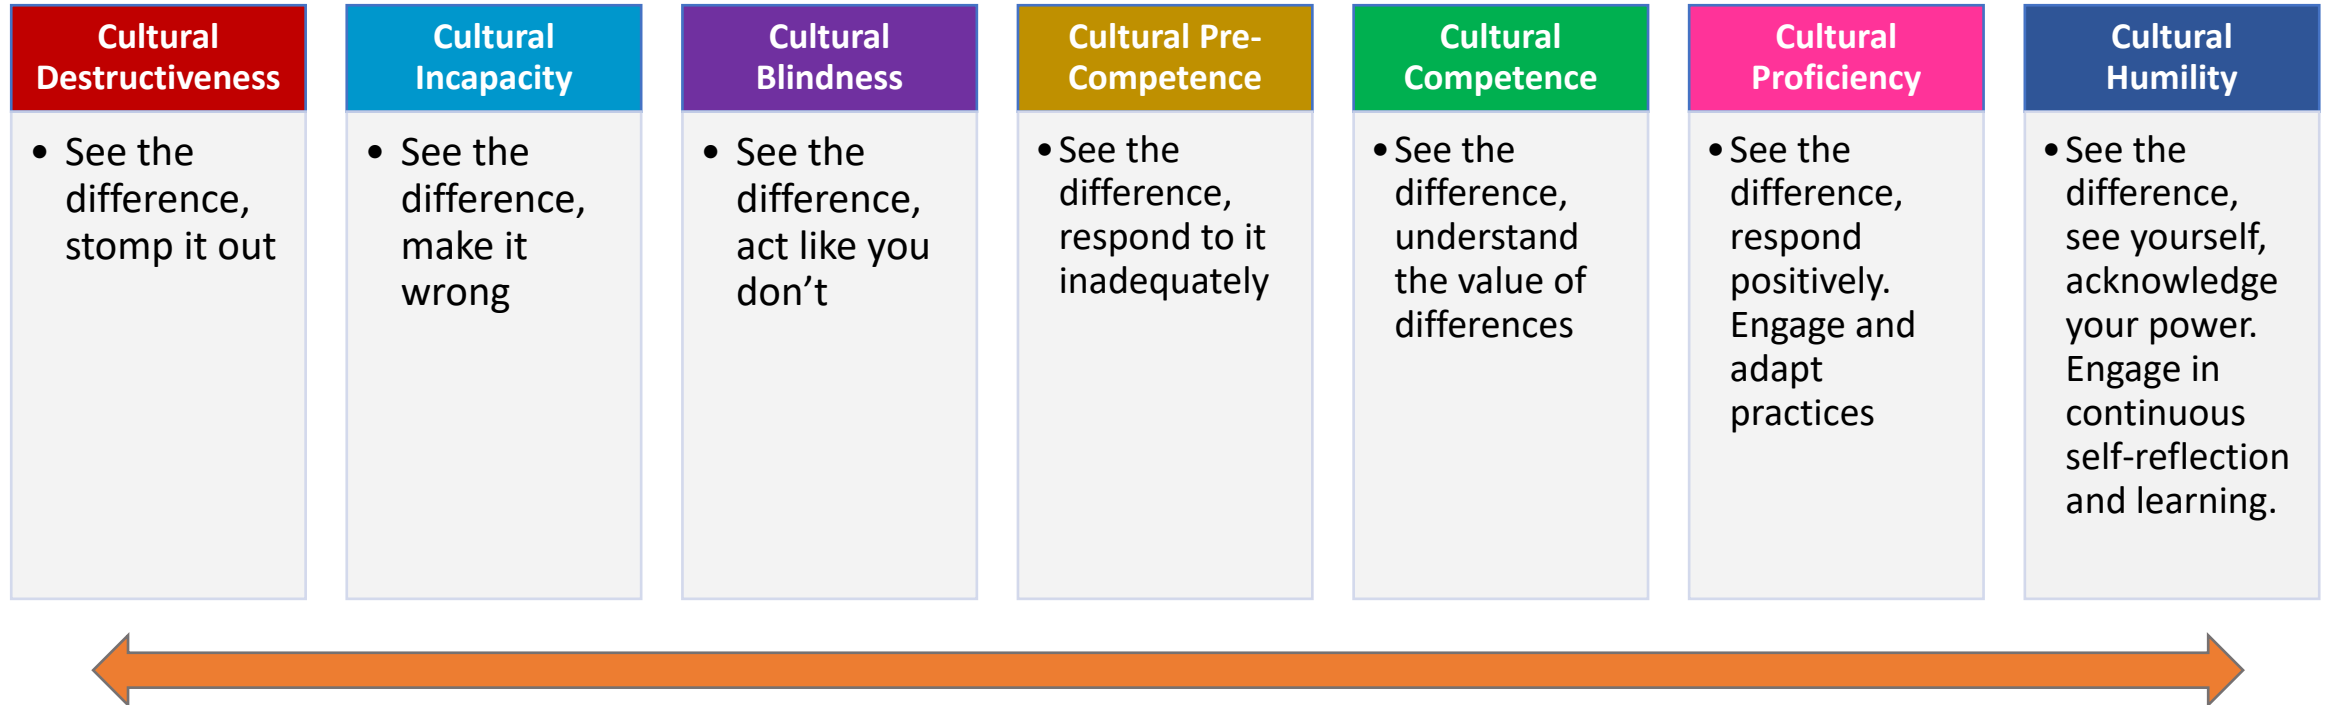 Cultural
Destructiveness
• See the
difference,
stomp it out
Cultural
Incapacity
• See the
difference,
make it
wrong
Cultural
Blindness
• See the
difference,
act like you
don’t
Cultural Pre-
Competence
• See the
difference,
respond to it
inadequately
Cultural
Competence
• See the
difference,
understand
the value of
differences
Cultural
Proficiency
• See the
difference,
respond
positively.
Engage and
adapt
practices
Cultural
Humility
• See the
difference,
see yourself,
acknowledge
your power.
Engage in
continuous
self-reflection
and learning.